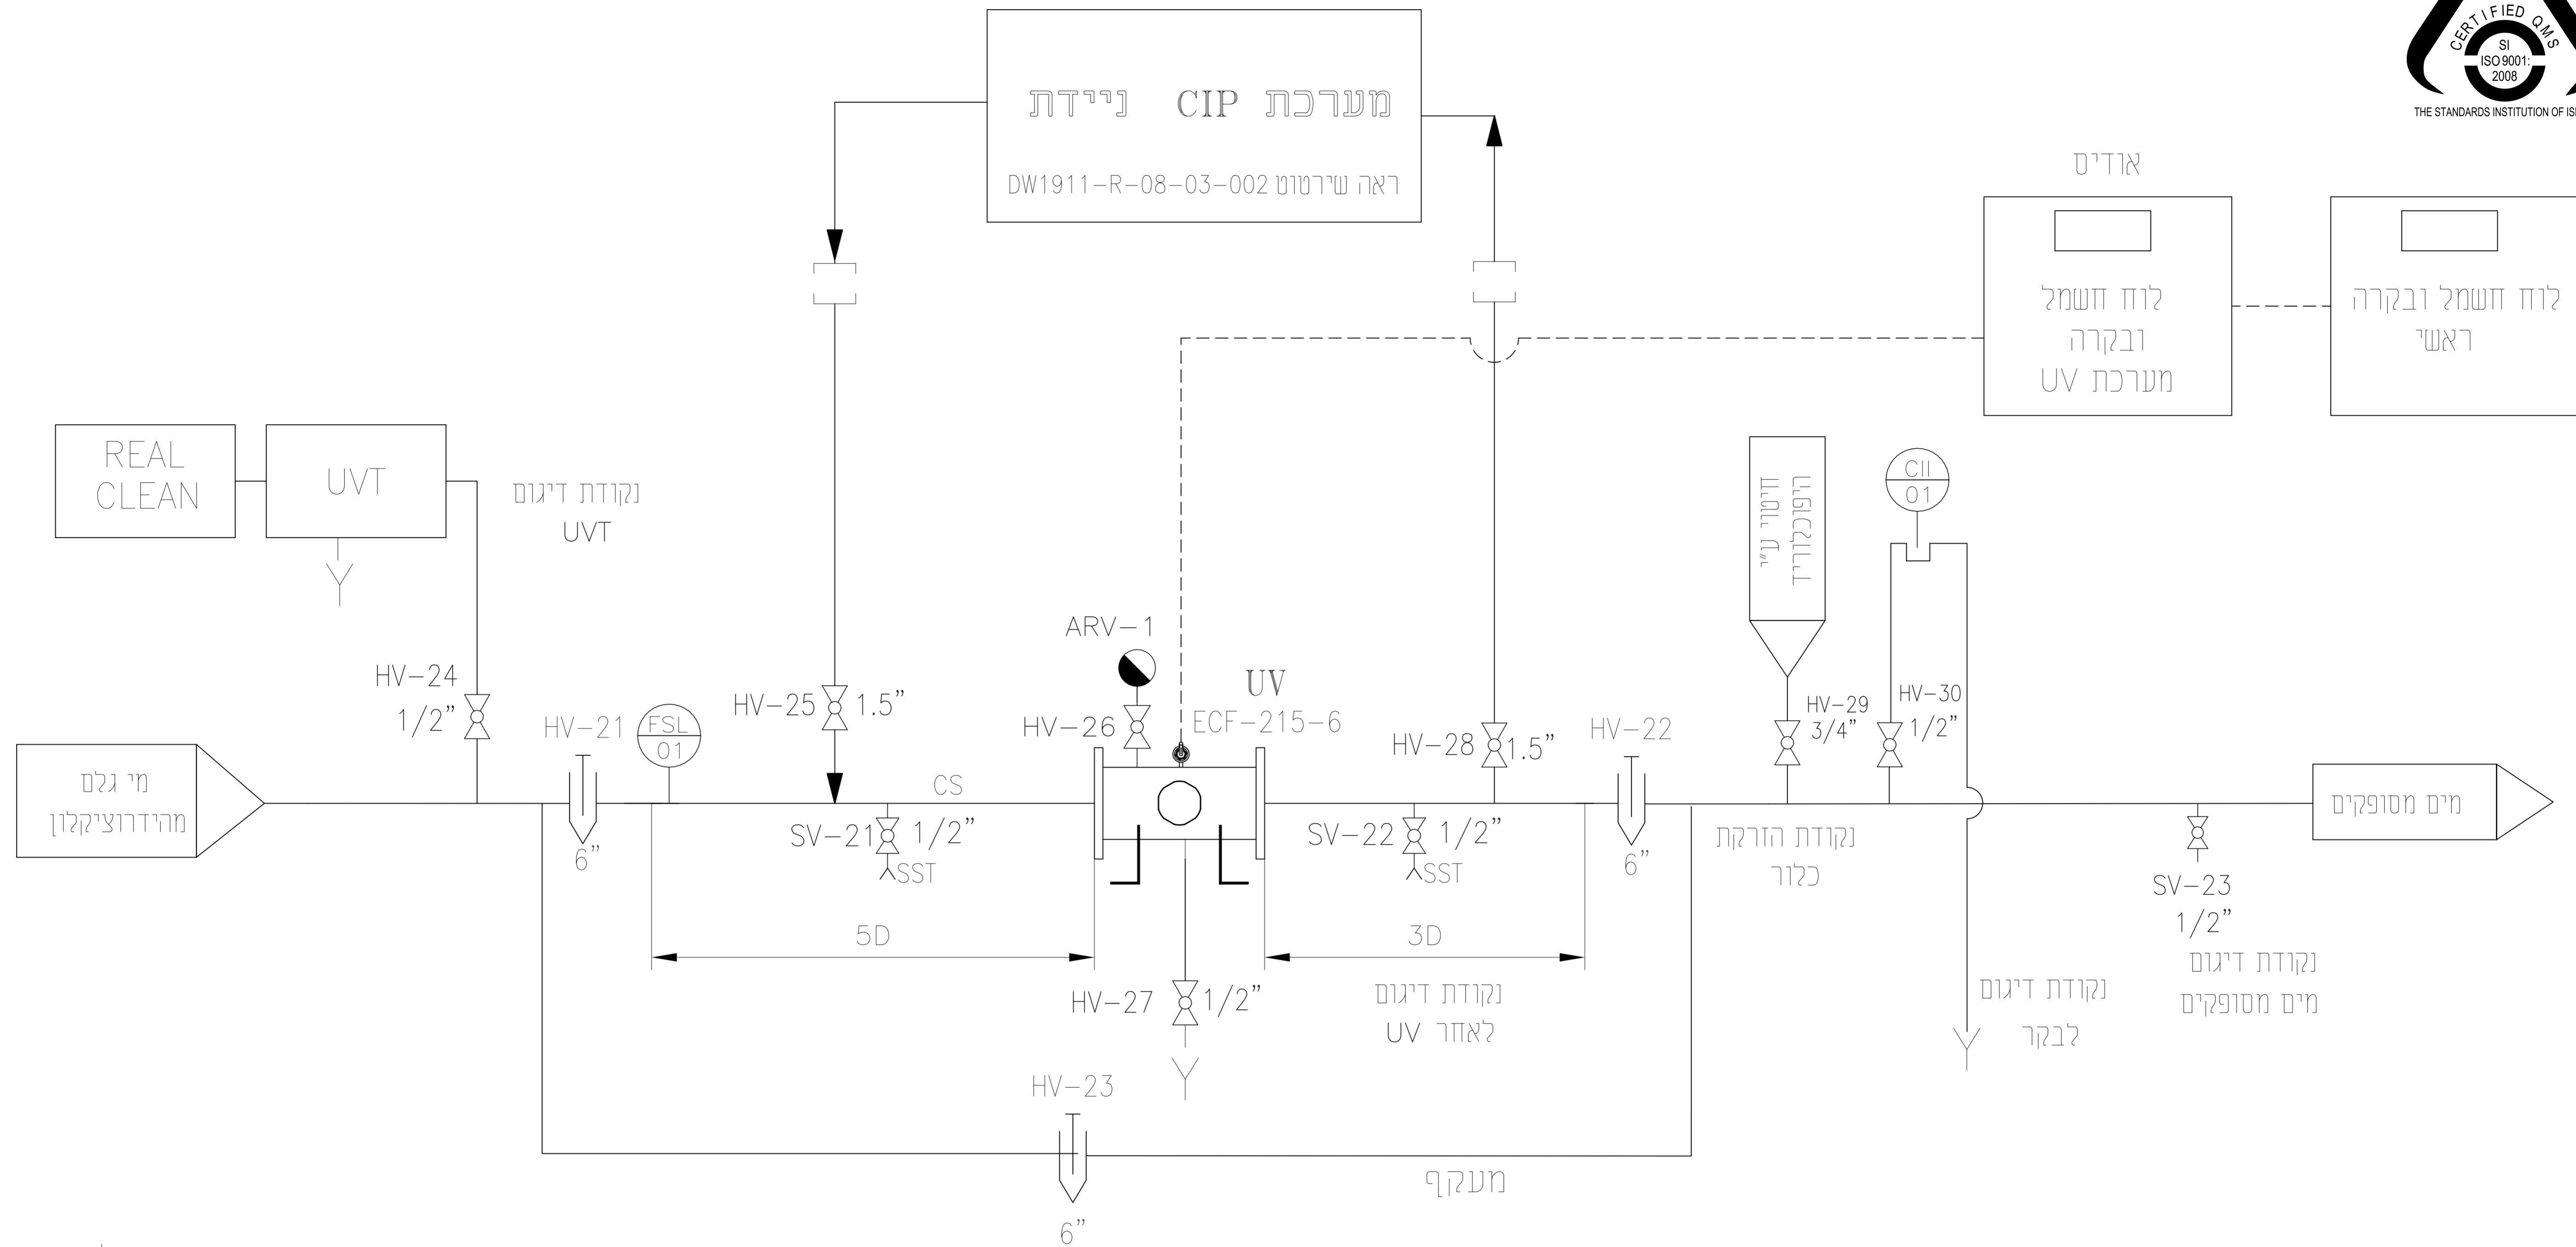 CERTIFIED QMS
SI
ISO 9001:
2008
THE STANDARDS INSTITUTION OF
מערכת CIP ניידת
ראה שירטוט DW1911-R-08-03-002
אודיס
לוח חשמל
ובקרה
מערכת UV
לוח חשמל ובקרה
ראשי
REAL
CLEAN
UVT
נקודת דיגום
UVT
חיטוי ע"י
היפוכלוריד
CII
01
ARV-1
HV-24
1/2"
HV-21
6"
FSL
01
HV-25
1.5"
HV-26
UV
ECF-215-6
HV-28
1.5"
HV-22
6"
HV-29
3/4"
HV-30
1/2"
מי גלם
מהידרוציקלון
CS
SV-21
1/2"
SST
SV-22
1/2"
SST
נקודת הזרקת
כלור
מים מסופקים
SV-23
1/2"
נקודת דיגום
מים מסופקים
5D
3D
HV-27
1/2"
נקודת דיגום
לאחר UV
נקודת דיגום
לבקר
HV-23
6"
מעקף